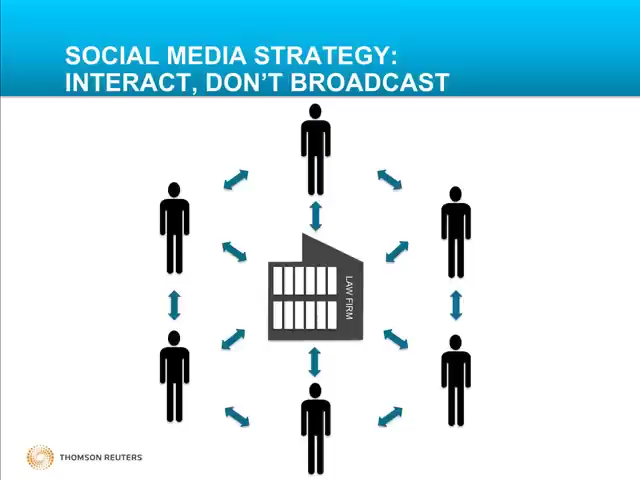 SOCIAL MEDIA STRATEGY:
INTERACT, DON'T BROADCAST
LAW FIRM
THOMSON REUTERS